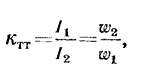 Kтт = I1/I2 = w2/w1,